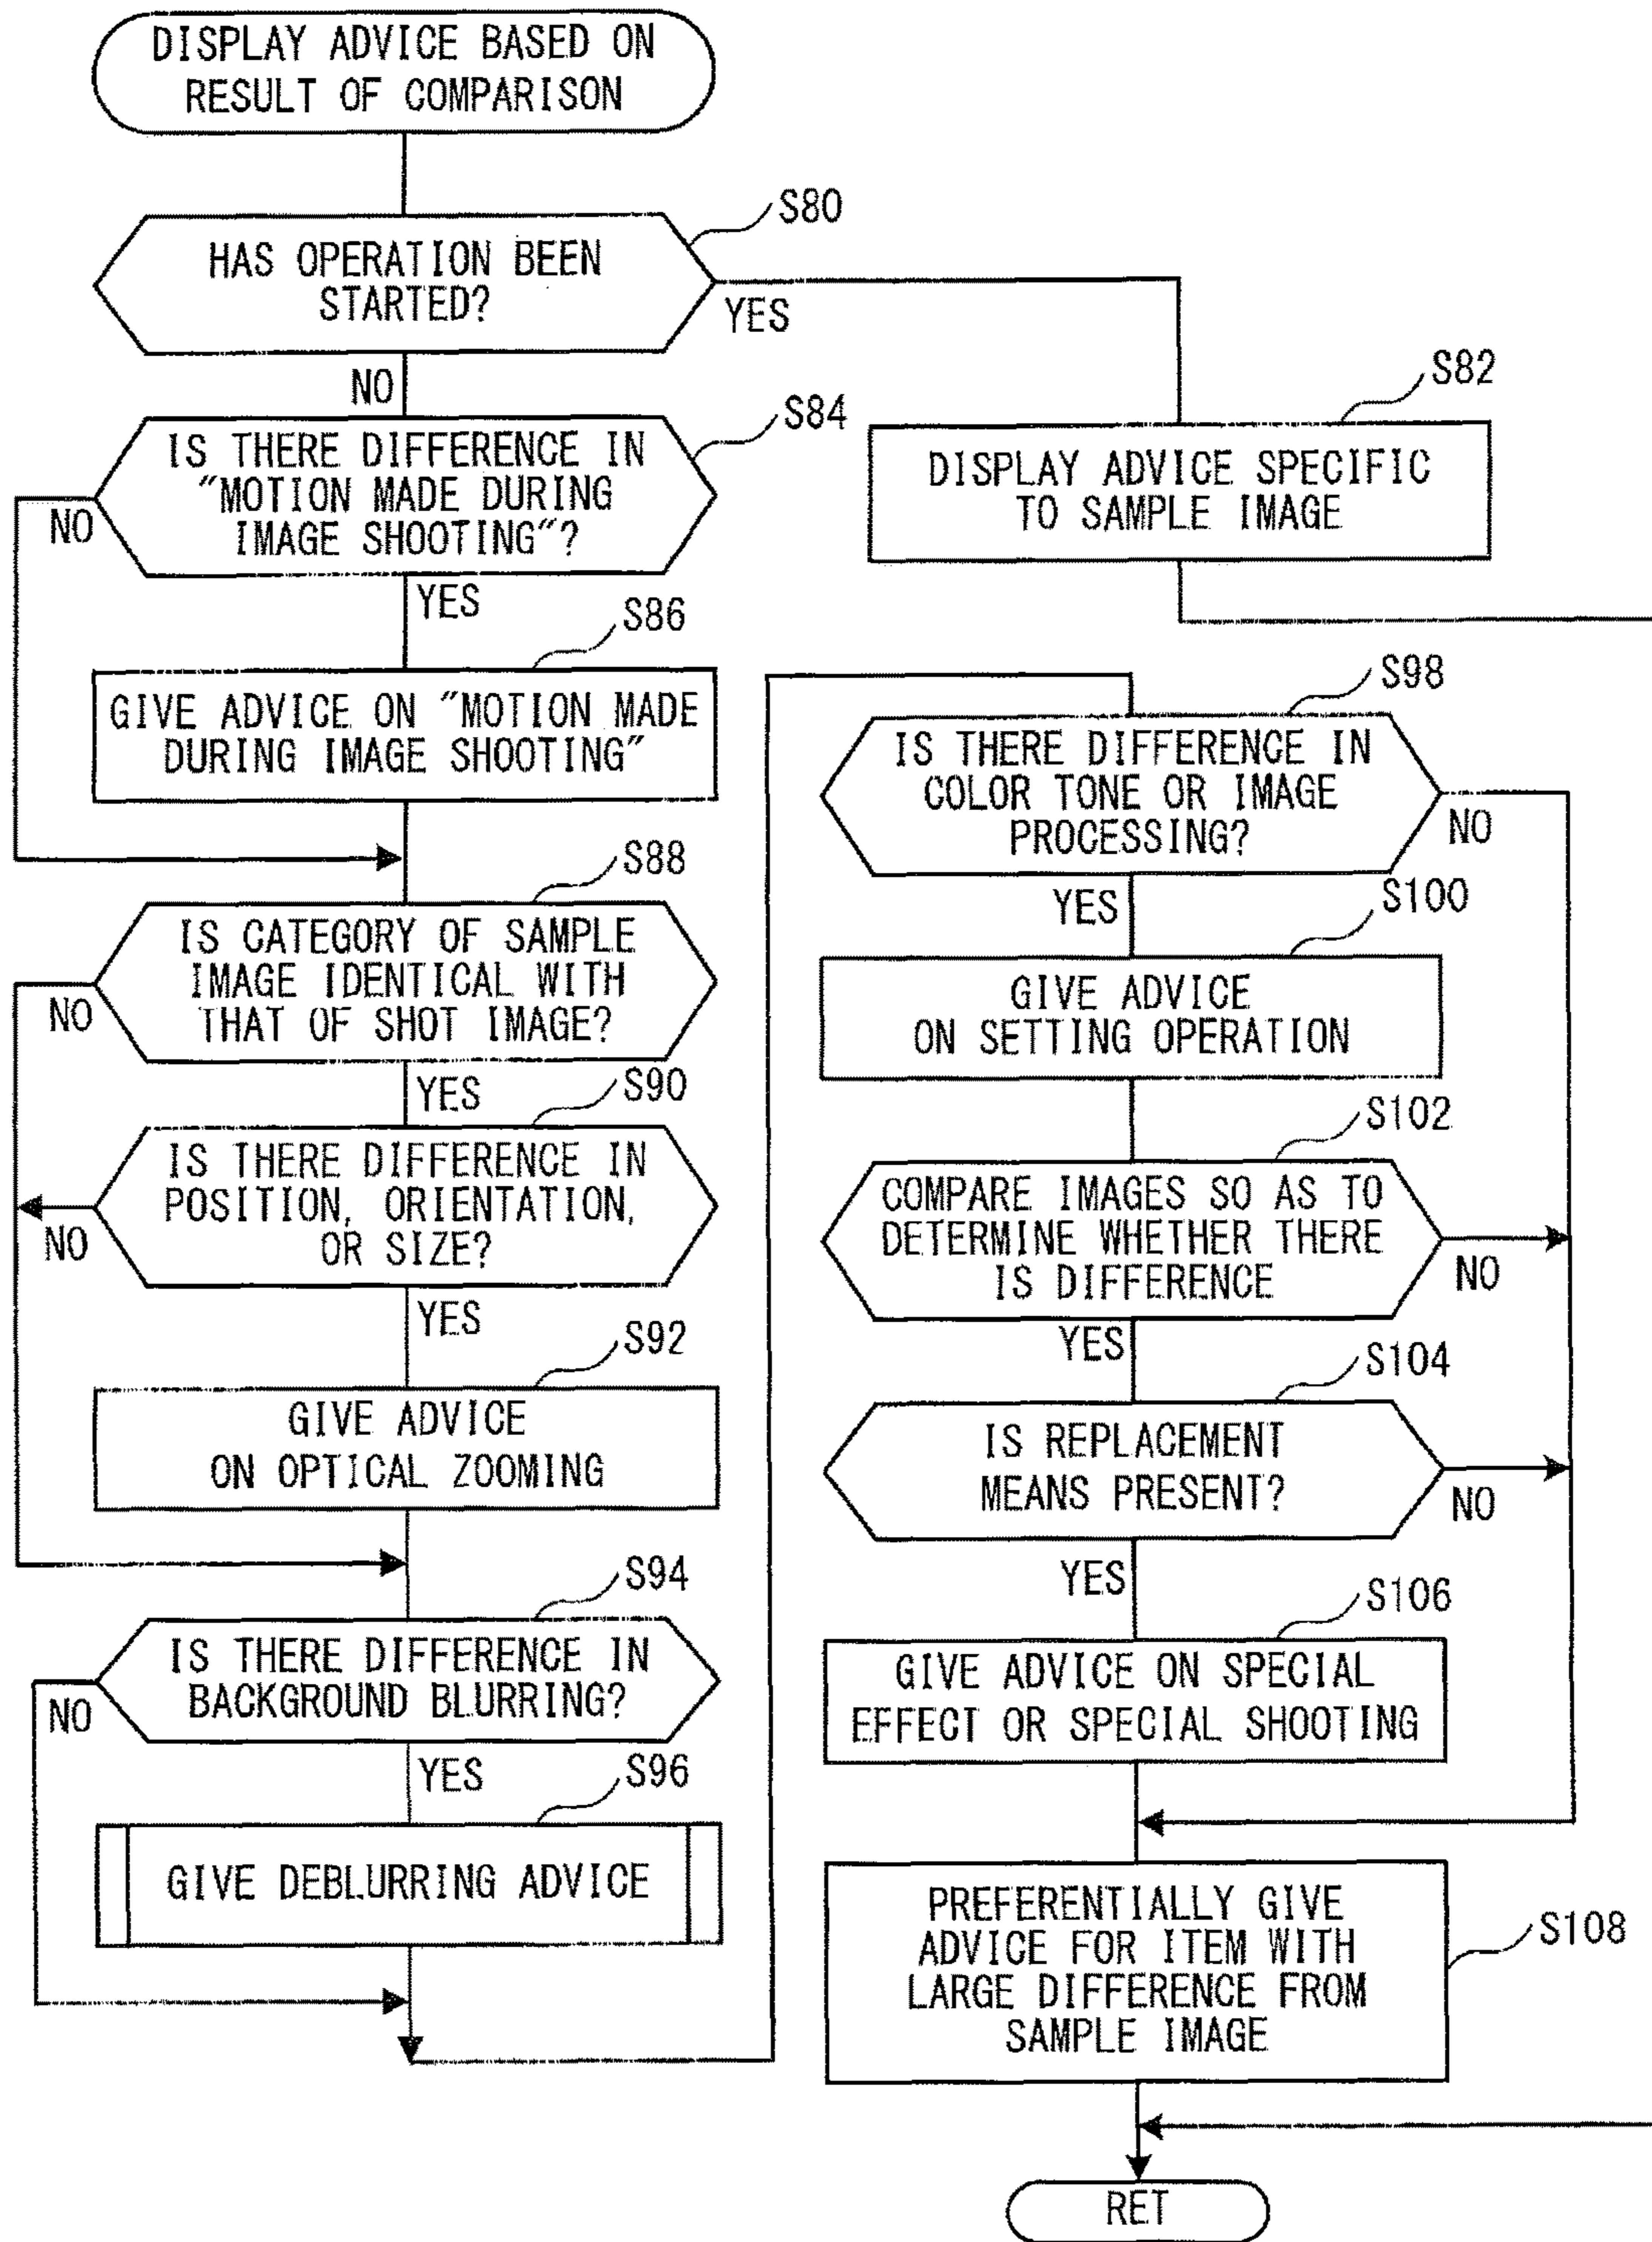 DISPLAY ADVICE BASED ON
RESULT OF COMPARISON
S80
HAS OPERATION BEEN
STARTED?
YES
NO
S82
DISPLAY ADVICE SPECIFIC
TO SAMPLE IMAGE
S84
IS THERE DIFFERENCE IN
"MOTION MADE DURING
IMAGE SHOOTING"?
NO
YES
S86
GIVE ADVICE ON "MOTION MADE
DURING IMAGE SHOOTING"
S88
IS CATEGORY OF SAMPLE
IMAGE IDENTICAL WITH
THAT OF SHOT IMAGE?
NO
YES
S90
IS THERE DIFFERENCE IN
POSITION, ORIENTATION,
OR SIZE?
NO
YES
S92
GIVE ADVICE
ON OPTICAL ZOOMING
S94
IS THERE DIFFERENCE IN
BACKGROUND BLURRING?
NO
YES
S96
GIVE DEBLURRING ADVICE
S98
IS THERE DIFFERENCE IN
COLOR TONE OR IMAGE
PROCESSING?
NO
YES
S100
GIVE ADVICE
ON SETTING OPERATION
S102
COMPARE IMAGES SO AS TO
DETERMINE WHETHER THERE
IS DIFFERENCE
NO
YES
S104
IS REPLACEMENT
MEANS PRESENT?
NO
YES
S106
GIVE ADVICE ON SPECIAL
EFFECT OR SPECIAL SHOOTING
PREFERENTIALLY GIVE
ADVICE FOR ITEM WITH
LARGE DIFFERENCE FROM
SAMPLE IMAGE
S108
RET